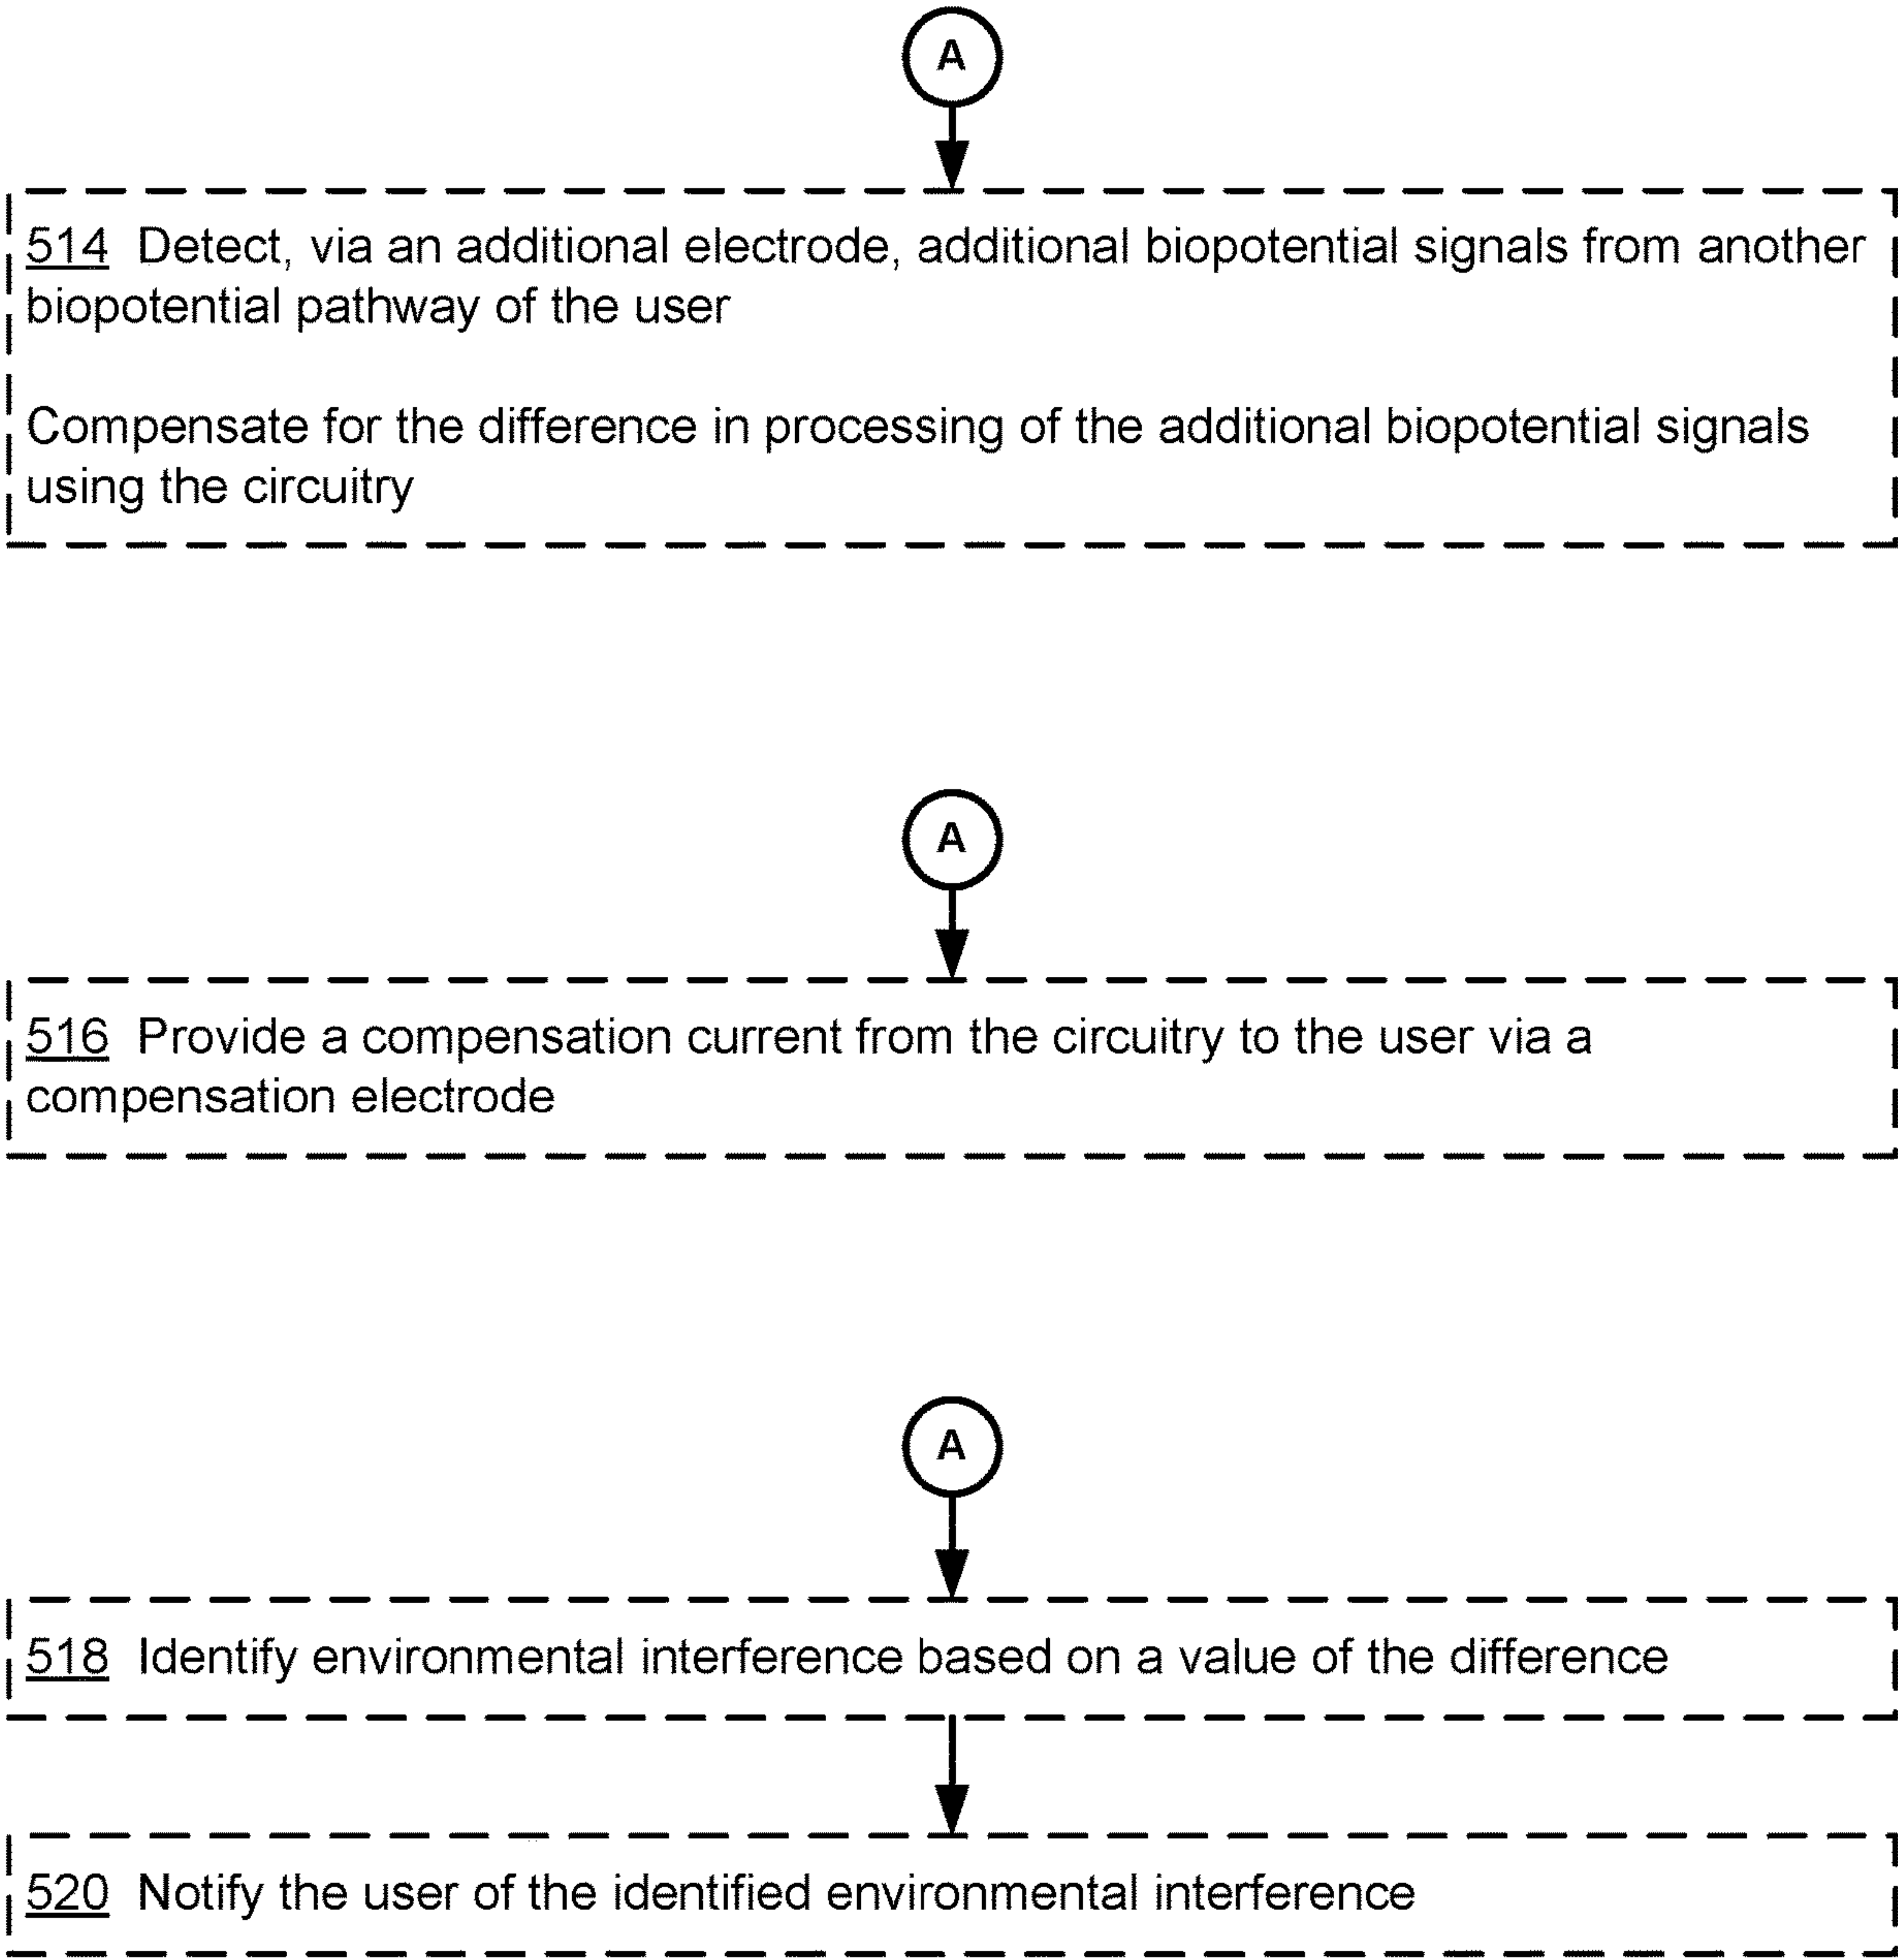 A
514 Detect, via an additional electrode, additional biopotential signals from another
biopotential pathway of the user
Compensate for the difference in processing of the additional biopotential signals
using the circuitry
A
516 Provide a compensation current from the circuitry to the user via a
compensation electrode
A
518 Identify environmental interference based on a value of the difference
520 Notify the user of the identified environmental interference